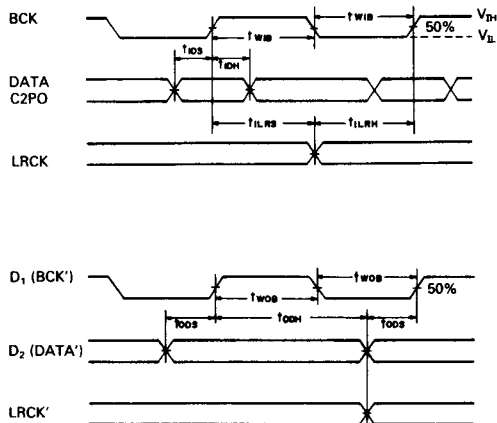 BCK
tWIB
VIH
50%
VIL
tIDS
tWIB
tIDH
DATA
C2PO
tILRS
tILRH
LRCK
D1 (BCK')
tWOB
tWOB
50%
tODS
tODH
tODS
D2 (DATA')
LRCK'